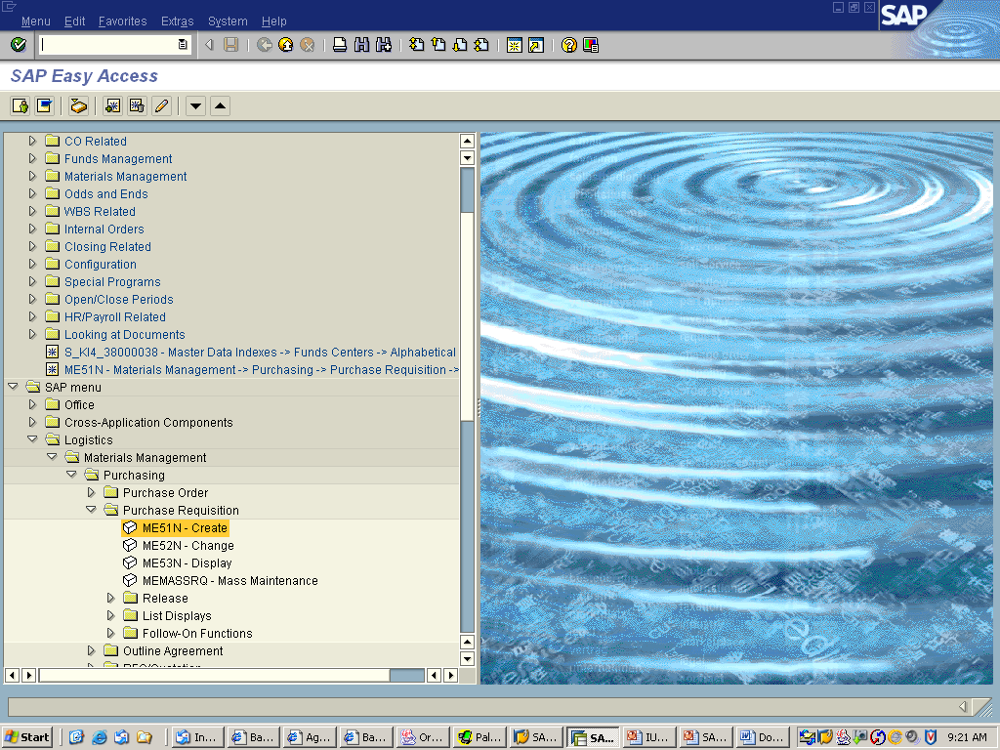 Menu Edit Favorites Extras System Help
SAP
SAP Easy Access
CO Related
Funds Management
Materials Management
Odds and Ends
WBS Related
Internal Orders
Closing Related
Configuration
Special Programs
Open/Close Periods
HR/Payroll Related
Looking at Documents
S_KI4_38000038 - Master Data Indexes -> Funds Centers -> Alphabetical
ME51N - Materials Management -> Purchasing -> Purchase Requisition ->
SAP menu
Office
Cross-Application Components
Logistics
Materials Management
Purchasing
Purchase Order
Purchase Requisition
ME51N - Create
ME52N - Change
ME53N - Display
MEMASSRQ - Mass Maintenance
Release
List Displays
Follow-On Functions
Outline Agreement
Start In... Ba... Ag... Ba... Or... Pal... SA... SA... IU... SA... Do... 9:21 AM